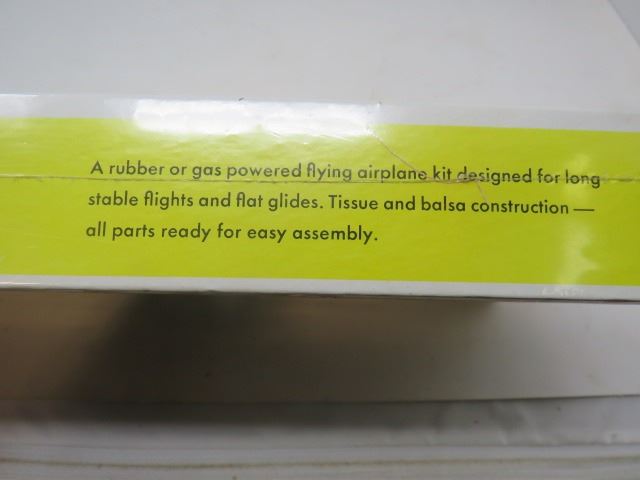 A rubber or gas powered flying airplane kit designed for long
stable flights and flat glides. Tissue and balsa construction —
all parts ready for easy assembly.